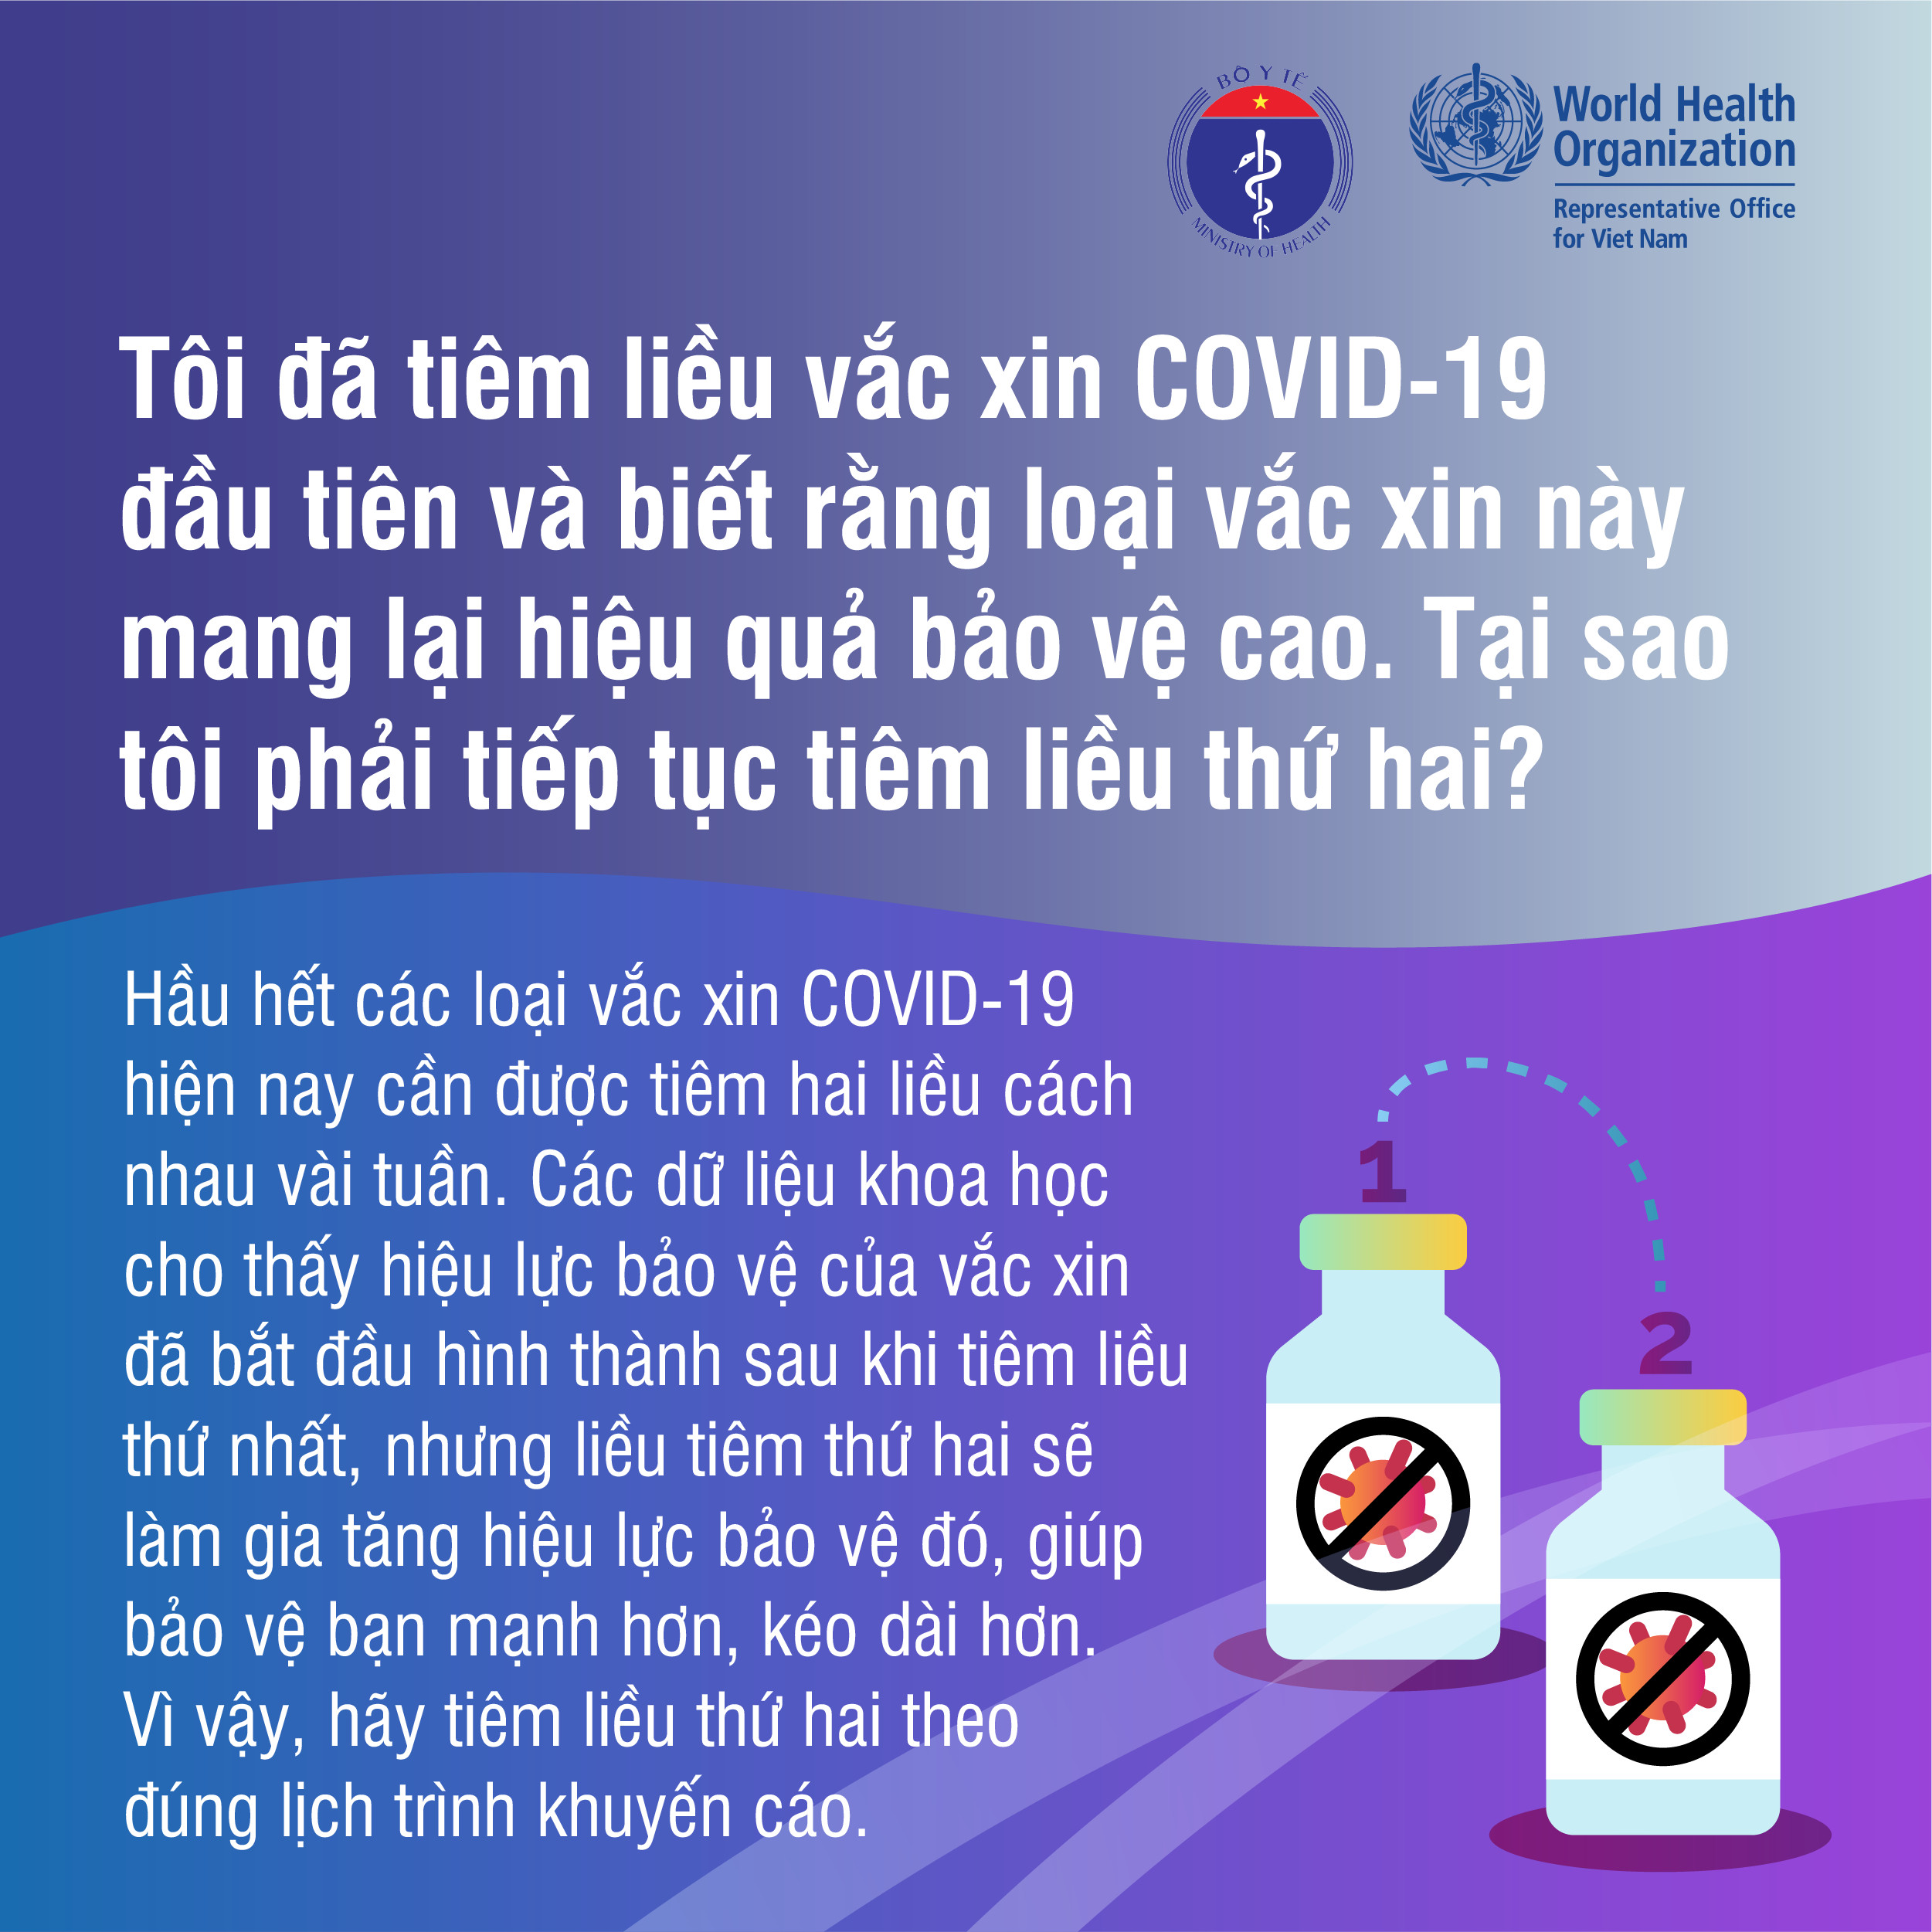 BỘ Y TẾ
MINISTRY OF HEALTH
World Health
Organization
Representative Office
for Viet Nam
Tôi đã tiêm liều vắc xin COVID-19
đầu tiên và biết rằng loại vắc xin này
mang lại hiệu quả bảo vệ cao. Tại sao
tôi phải tiếp tục tiêm liều thứ hai?
Hầu hết các loại vắc xin COVID-19
hiện nay cần được tiêm hai liều cách
nhau vài tuần. Các dữ liệu khoa học
cho thấy hiệu lực bảo vệ của vắc xin
đã bắt đầu hình thành sau khi tiêm liều
thứ nhất, nhưng liều tiêm thứ hai sẽ
làm gia tăng hiệu lực bảo vệ đó, giúp
bảo vệ bạn mạnh hơn, kéo dài hơn.
Vì vậy, hãy tiêm liều thứ hai theo
đúng lịch trình khuyến cáo.
1
2